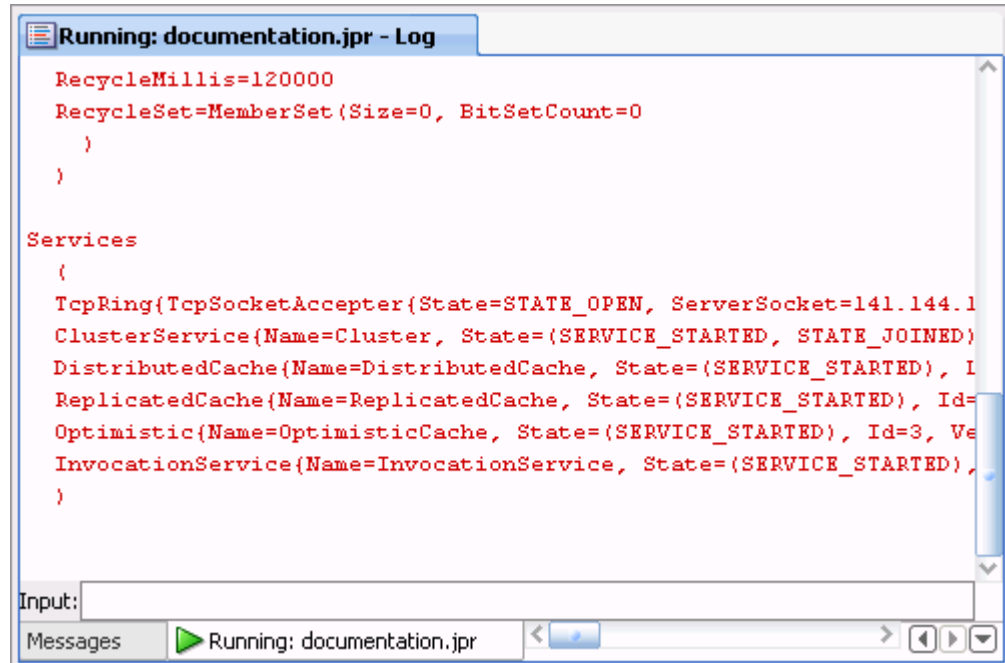 Running: documentation.jpr - Log
RecycleMillis=120000
RecycleSet=MemberSet(Size=0, BitSetCount=0
)
)
Services
(
TcpRing{TcpSocketAccepter{State=STATE_OPEN, ServerSocket=141.144.1
ClusterService{Name=Cluster, State=(SERVICE_STARTED, STATE_JOINED)
DistributedCache{Name=DistributedCache, State=(SERVICE_STARTED), I
ReplicatedCache{Name=ReplicatedCache, State=(SERVICE_STARTED), Id=
Optimistic{Name=OptimisticCache, State=(SERVICE_STARTED), Id=3, Ve
InvocationService{Name=InvocationService, State=(SERVICE_STARTED),
)
Input:
Messages Running: documentation.jpr